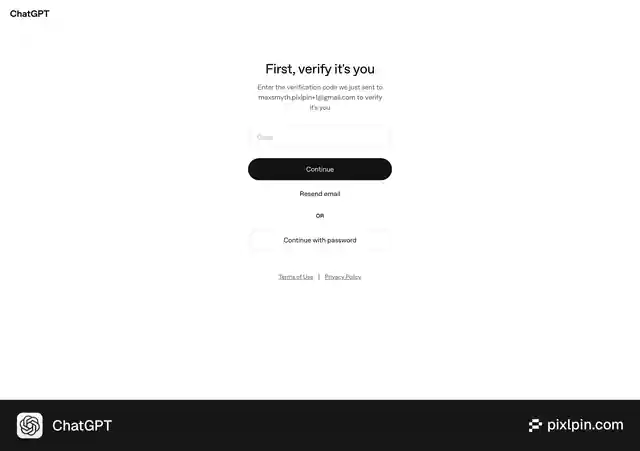 ChatGPT
First, verify it's you
Enter the verification code we just sent to
maxsmyth.pixlpin+1@gmail.com to verify
it's you
Code
Continue
Resend email
OR
Continue with password
Terms of Use | Privacy Policy
ChatGPT
pixlpin.com